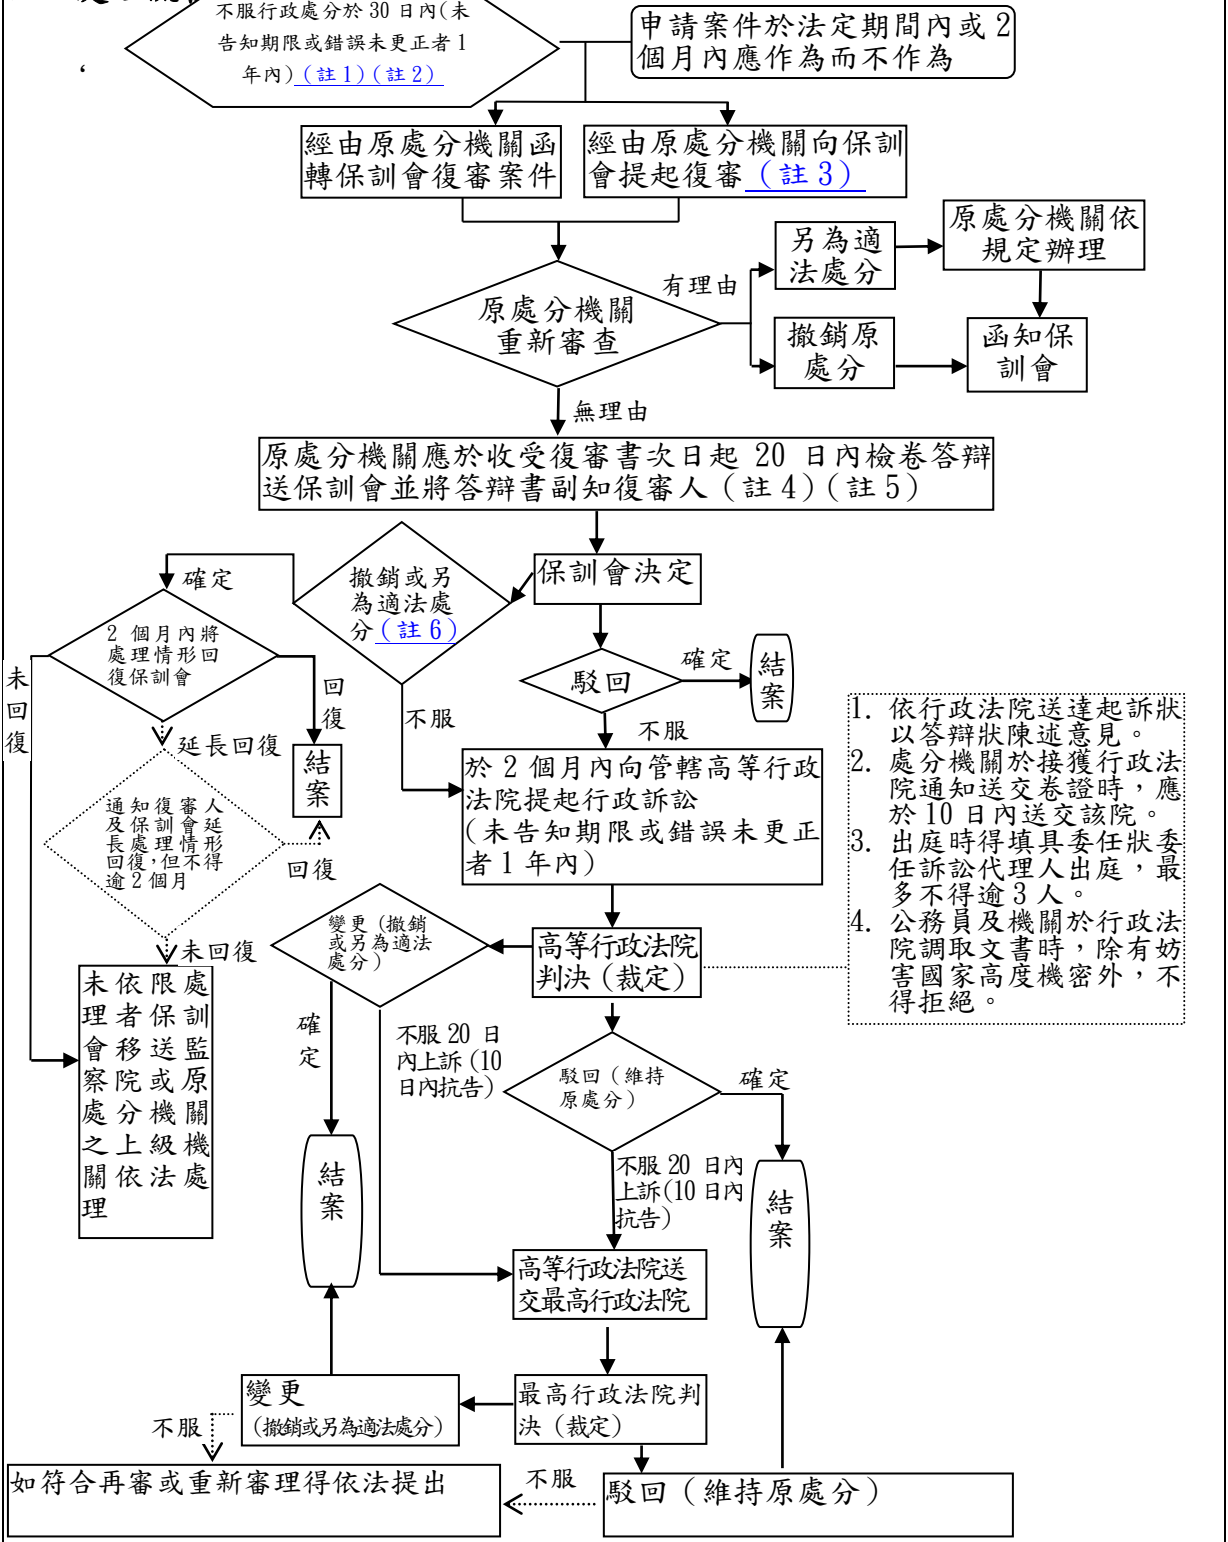 不服行政處分於 30 日內(未
告知期限或錯誤未更正者 1
年內)(註 1)(註 2)
申請案件於法定期間內或 2
個月內應作為而不作為
經由原處分機關函
轉保訓會復審案件
經由原處分機關向保訓
會提起復審(註 3)
原處分機關
重新審查
有理由
另為適
法處分
原處分機關依
規定辦理
撤銷原
處分
函知保
訓會
無理由
原處分機關應於收受復審書次日起 20 日內檢卷答辯
送保訓會並將答辯書副知復審人(註 4)(註 5)
保訓會決定
撤銷或另
為適法處
分(註 6)
確定
2 個月內將
處理情形回
復保訓會
未
回
復
回
復
結
案
延長回復
通知復審人
及保訓會延
長處理情形
回復,但不得
逾 2 個月
回復
未回復
未依限處
理者保訓
會移送監
察院或原
處分機關
之上級機
關依法處
理
駁回
確定
結
案
不服
不服
於 2 個月內向管轄高等行政
法院提起行政訴訟
(未告知期限或錯誤未更正
者 1 年內)
1. 依行政法院送達起訴狀
以答辯狀陳述意見。
2. 處分機關於接獲行政法
院通知送交卷證時,應
於 10 日內送交該院。
3. 出庭時得填具委任狀委
任訴訟代理人出庭,最
多不得逾 3 人。
4. 公務員及機關於行政法
院調取文書時,除有妨
害國家高度機密外,不
得拒絕。
高等行政法院
判決(裁定)
變更(撤銷
或另為適法
處分)
確
定
不服 20 日
內上訴(10
日內抗告)
駁回(維持
原處分)
確定
不服 20 日內
上訴(10 日內
抗告)
結
案
結
案
高等行政法院送
交最高行政法院
最高行政法院判
決(裁定)
變更
(撤銷或另為適法處分)
不服
如符合再審或重新審理得依法提出
不服
駁回(維持原處分)